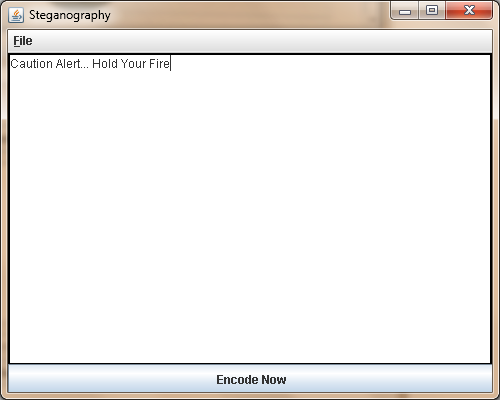 Steganography
File
Caution Alert... Hold Your Fire
Encode Now